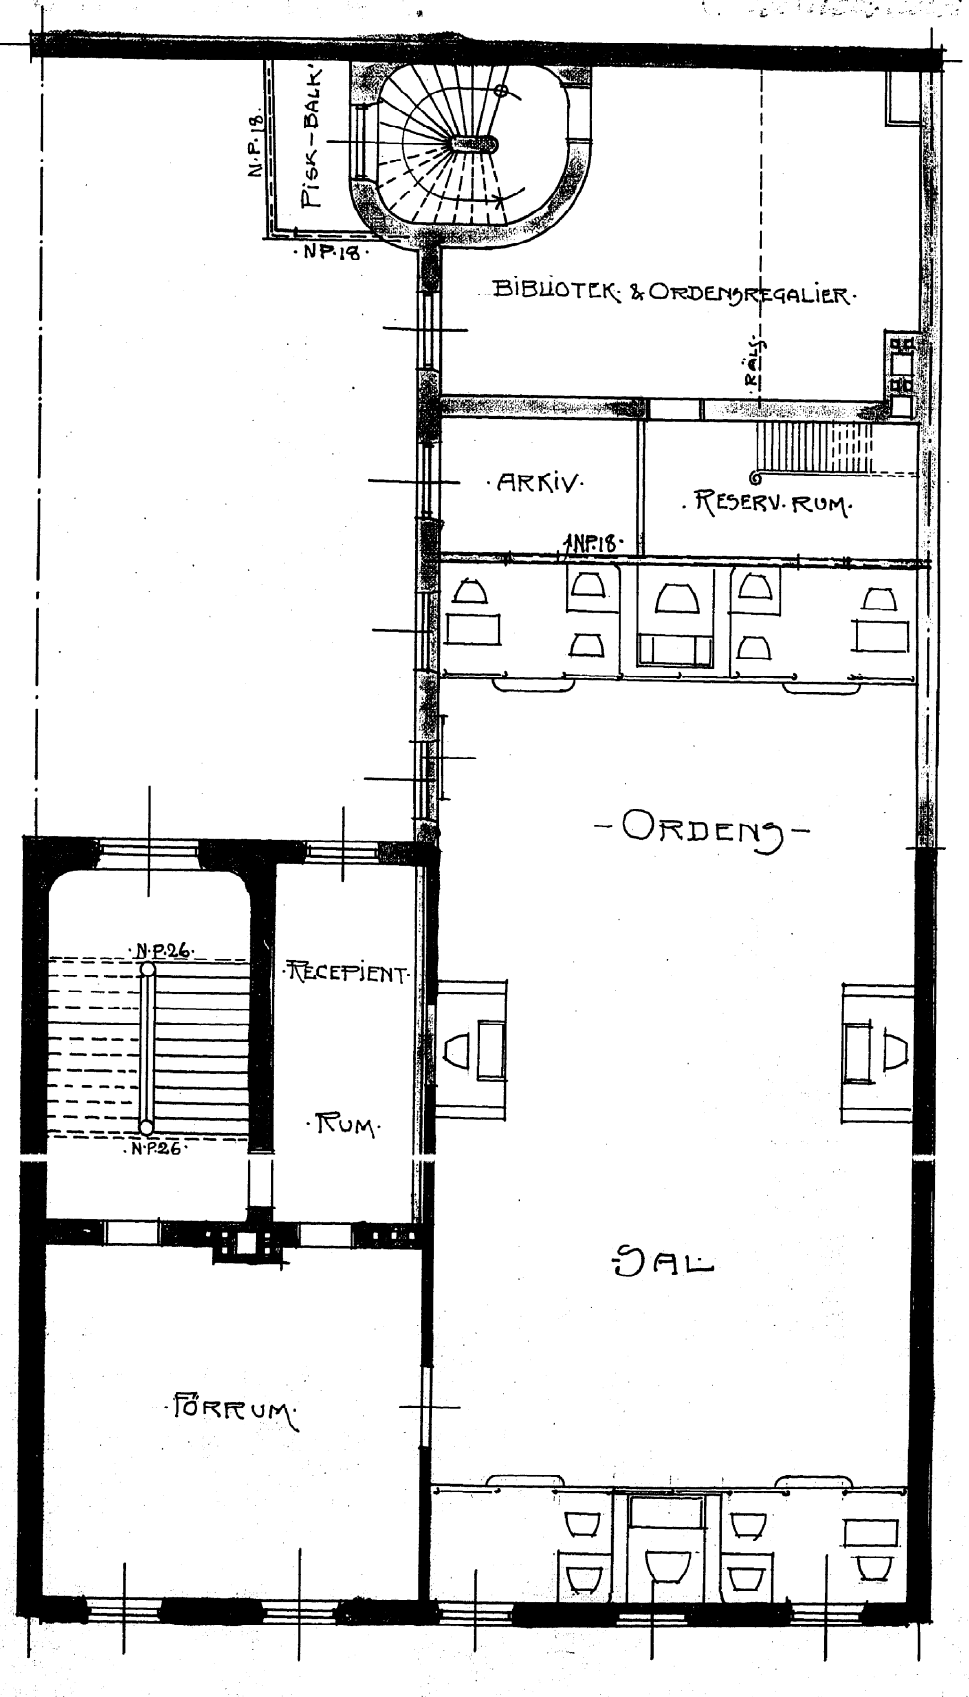 N.P.18.
PISK-BALK.
·NP.18·
BIBLIOTEK· & ORDENSREGALIER·
RÄLS.
·ARKIV·
·RESERV·RUM·
1NP.18·
-ORDENS-
·N·P.26·
·RECEPIENT·
·RUM·
·N·P.26·
SAL
·FÖRRUM·